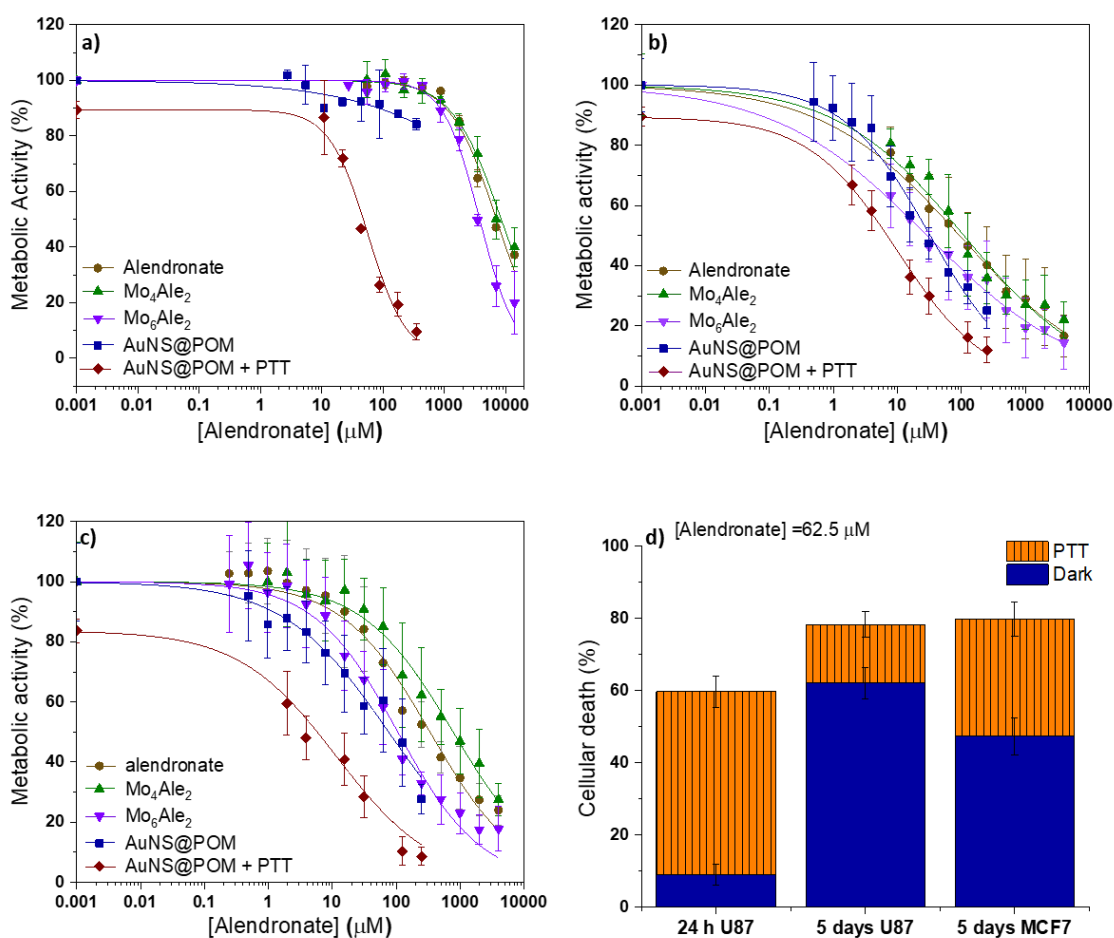 a)
Metabolic Activity (%)
120
100
80
60
40
20
0
Alendronate
Mo₄Ale₂
Mo₆Ale₂
AuNS@POM
AuNS@POM + PTT
0.001 0.01 0.1 1 10 100 1000 10000
[Alendronate] (μM)
b)
Metabolic activity (%)
120
100
80
60
40
20
0
Alendronate
Mo₄Ale₂
Mo₆Ale₂
AuNS@POM
AuNS@POM + PTT
0.001 0.01 0.1 1 10 100 1000 10000
[Alendronate] (μM)
c)
Metabolic activity (%)
120
100
80
60
40
20
0
alendronate
Mo₄Ale₂
Mo₆Ale₂
AuNS@POM
AuNS@POM + PTT
0.001 0.01 0.1 1 10 100 1000 10000
[Alendronate] (μM)
d) [Alendronate] =62.5 μM
PTT
Dark
Cellular death (%)
100
80
60
40
20
0
24 h U87 5 days U87 5 days MCF7